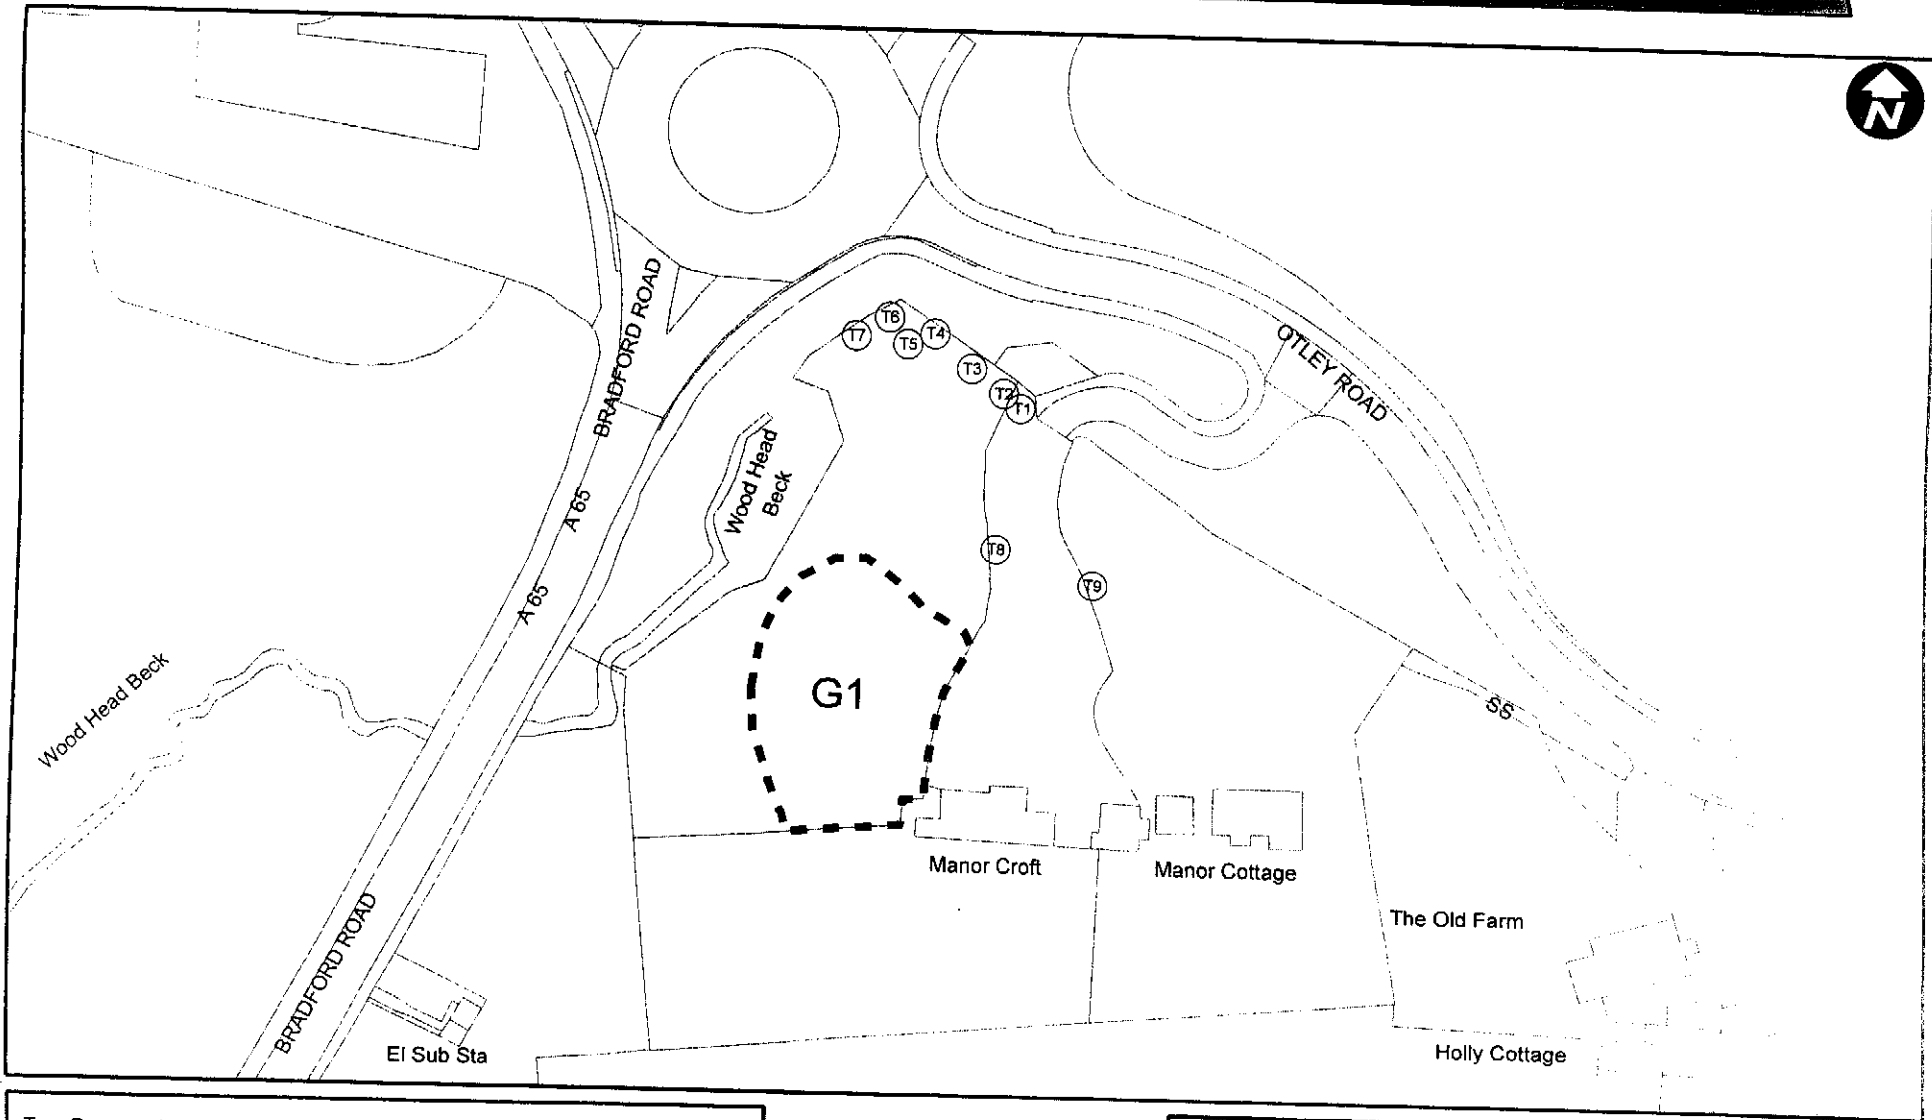 N
BRADFORD ROAD
OTLEY ROAD
T6
T7
T5
T4
T3
T2
T1
Wood Head
Beck
A 65
T8
T9
A 65
Wood Head Beck
G1
SS
Manor Croft
Manor Cottage
The Old Farm
BRADFORD ROAD
El Sub Sta
Holly Cottage